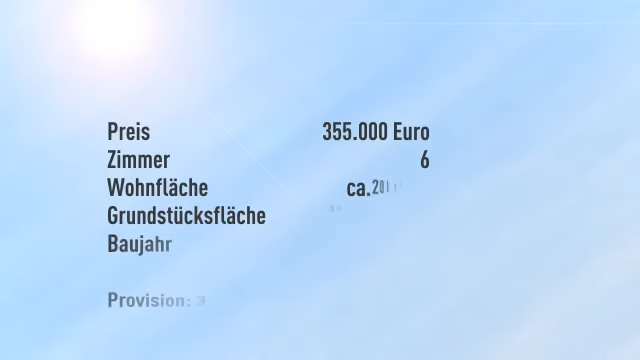 Preis 355.000 Euro
Zimmer 6
Wohnfläche ca.
Grundstücksfläche
Baujahr
Provision: